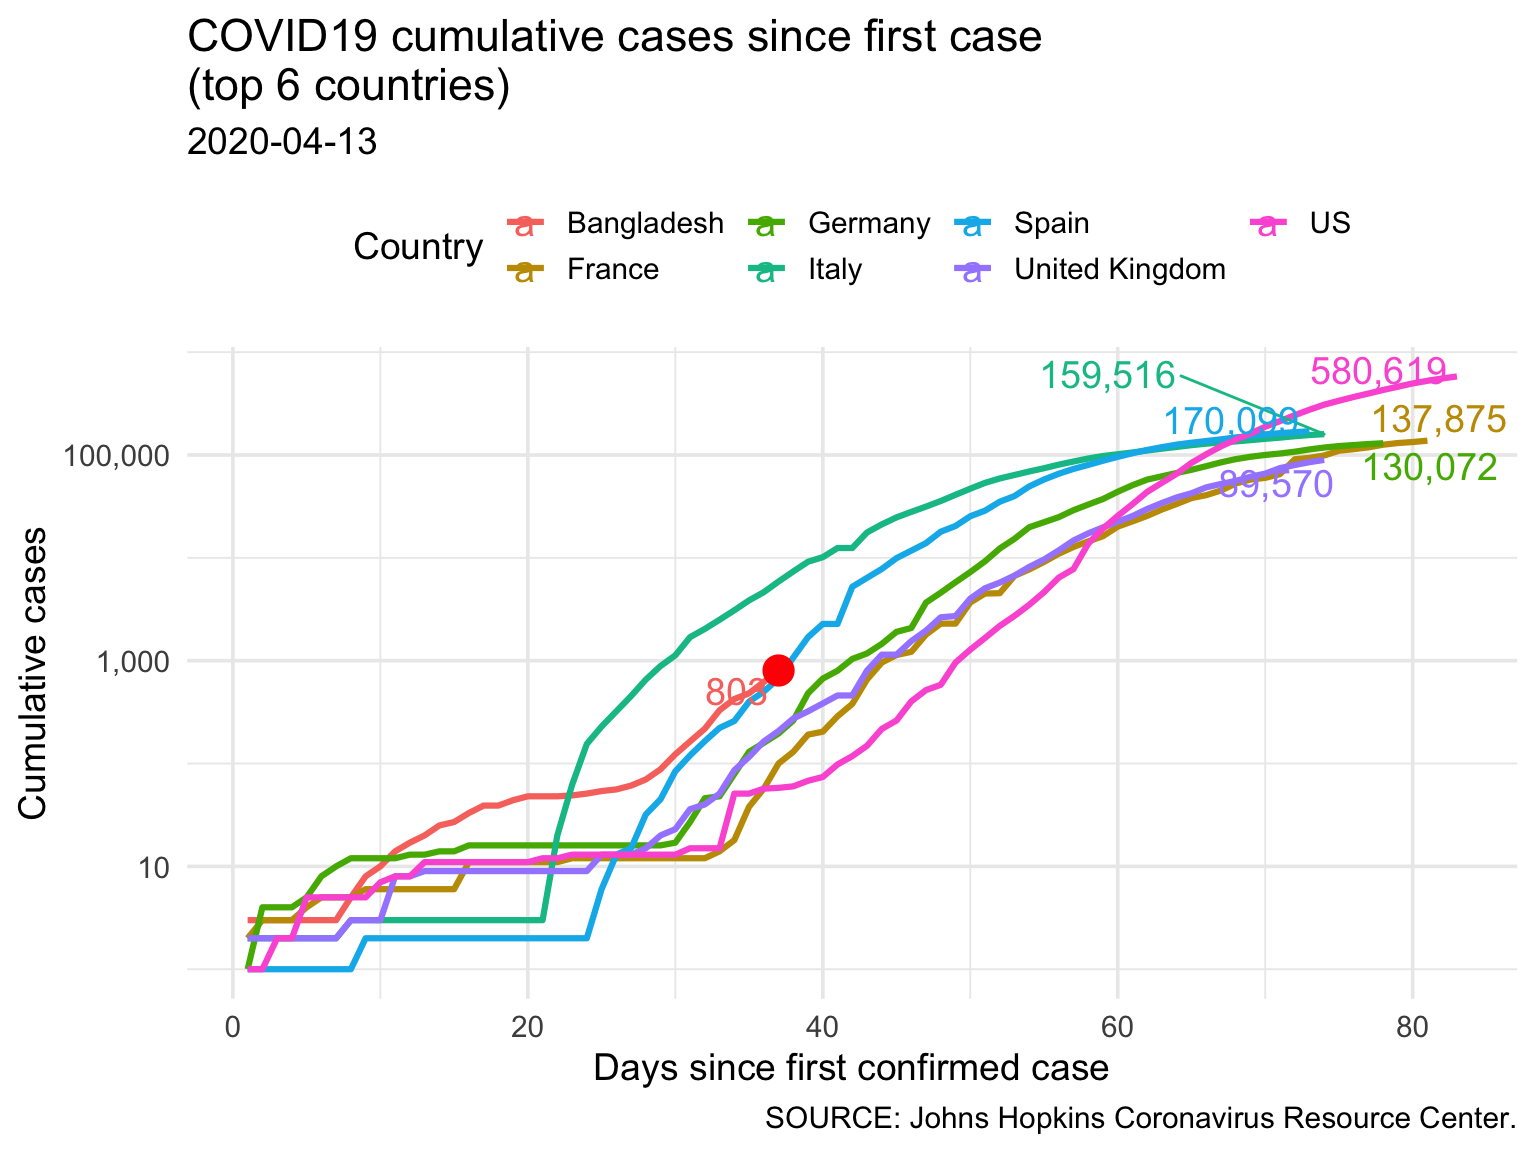 COVID19 cumulative cases since first case
(top 6 countries)
2020-04-13
Country
a Bangladesh a Germany a Spain a US
a France a Italy a United Kingdom
159,516
580,619
170,099
137,875
130,072
89,570
803
100,000
1,000
10
Cumulative cases
0 20 40 60 80
Days since first confirmed case
SOURCE: Johns Hopkins Coronavirus Resource Center.